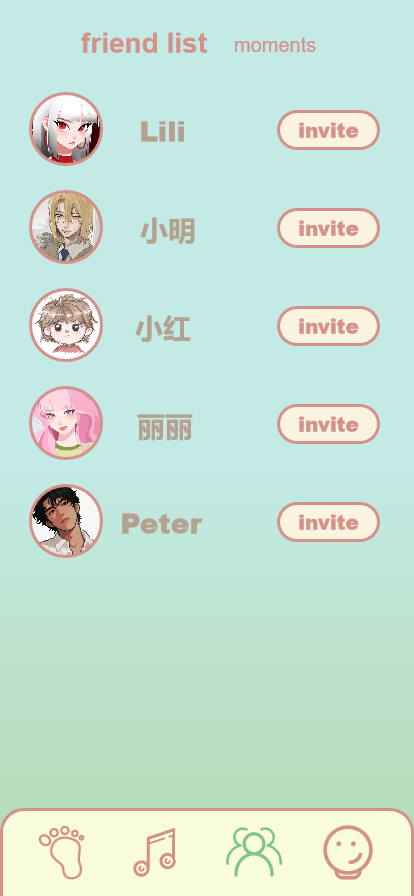 friend list moments
Lili invite
小明 invite
小红 invite
丽丽 invite
Peter invite